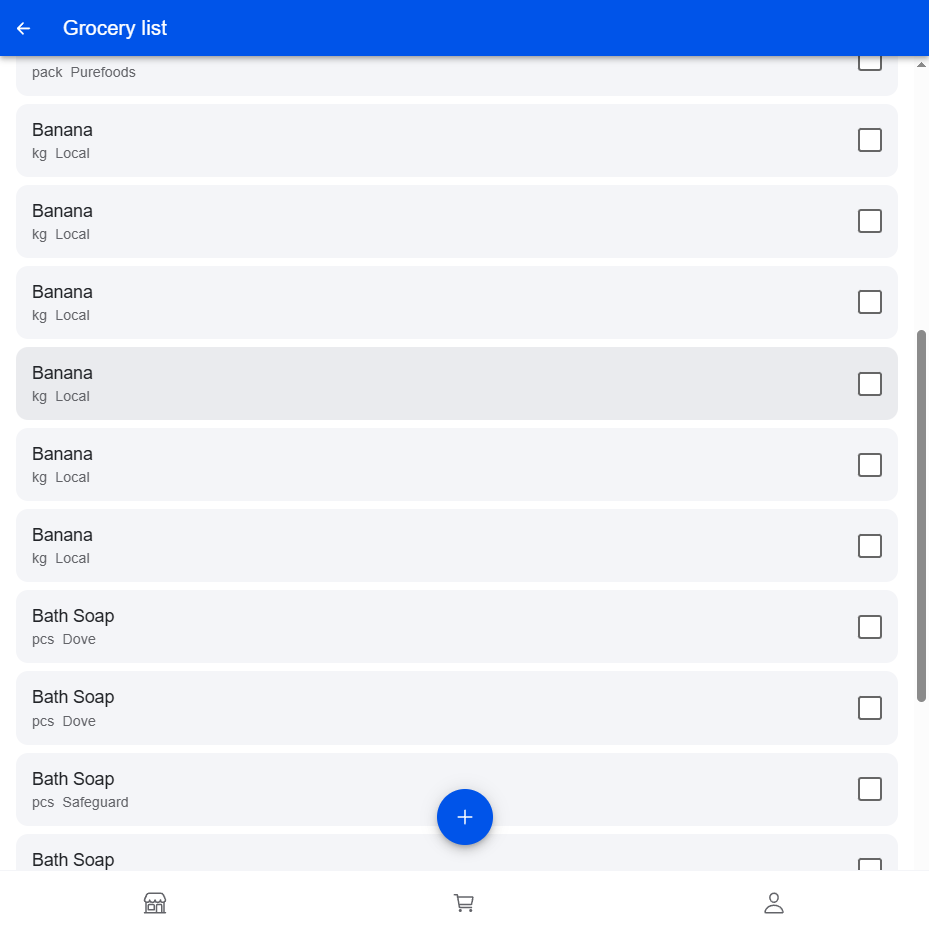 Grocery list
pack Purefoods
Banana
kg Local
Banana
kg Local
Banana
kg Local
Banana
kg Local
Banana
kg Local
Banana
kg Local
Bath Soap
pcs Dove
Bath Soap
pcs Dove
Bath Soap
pcs Safeguard
Bath Soap